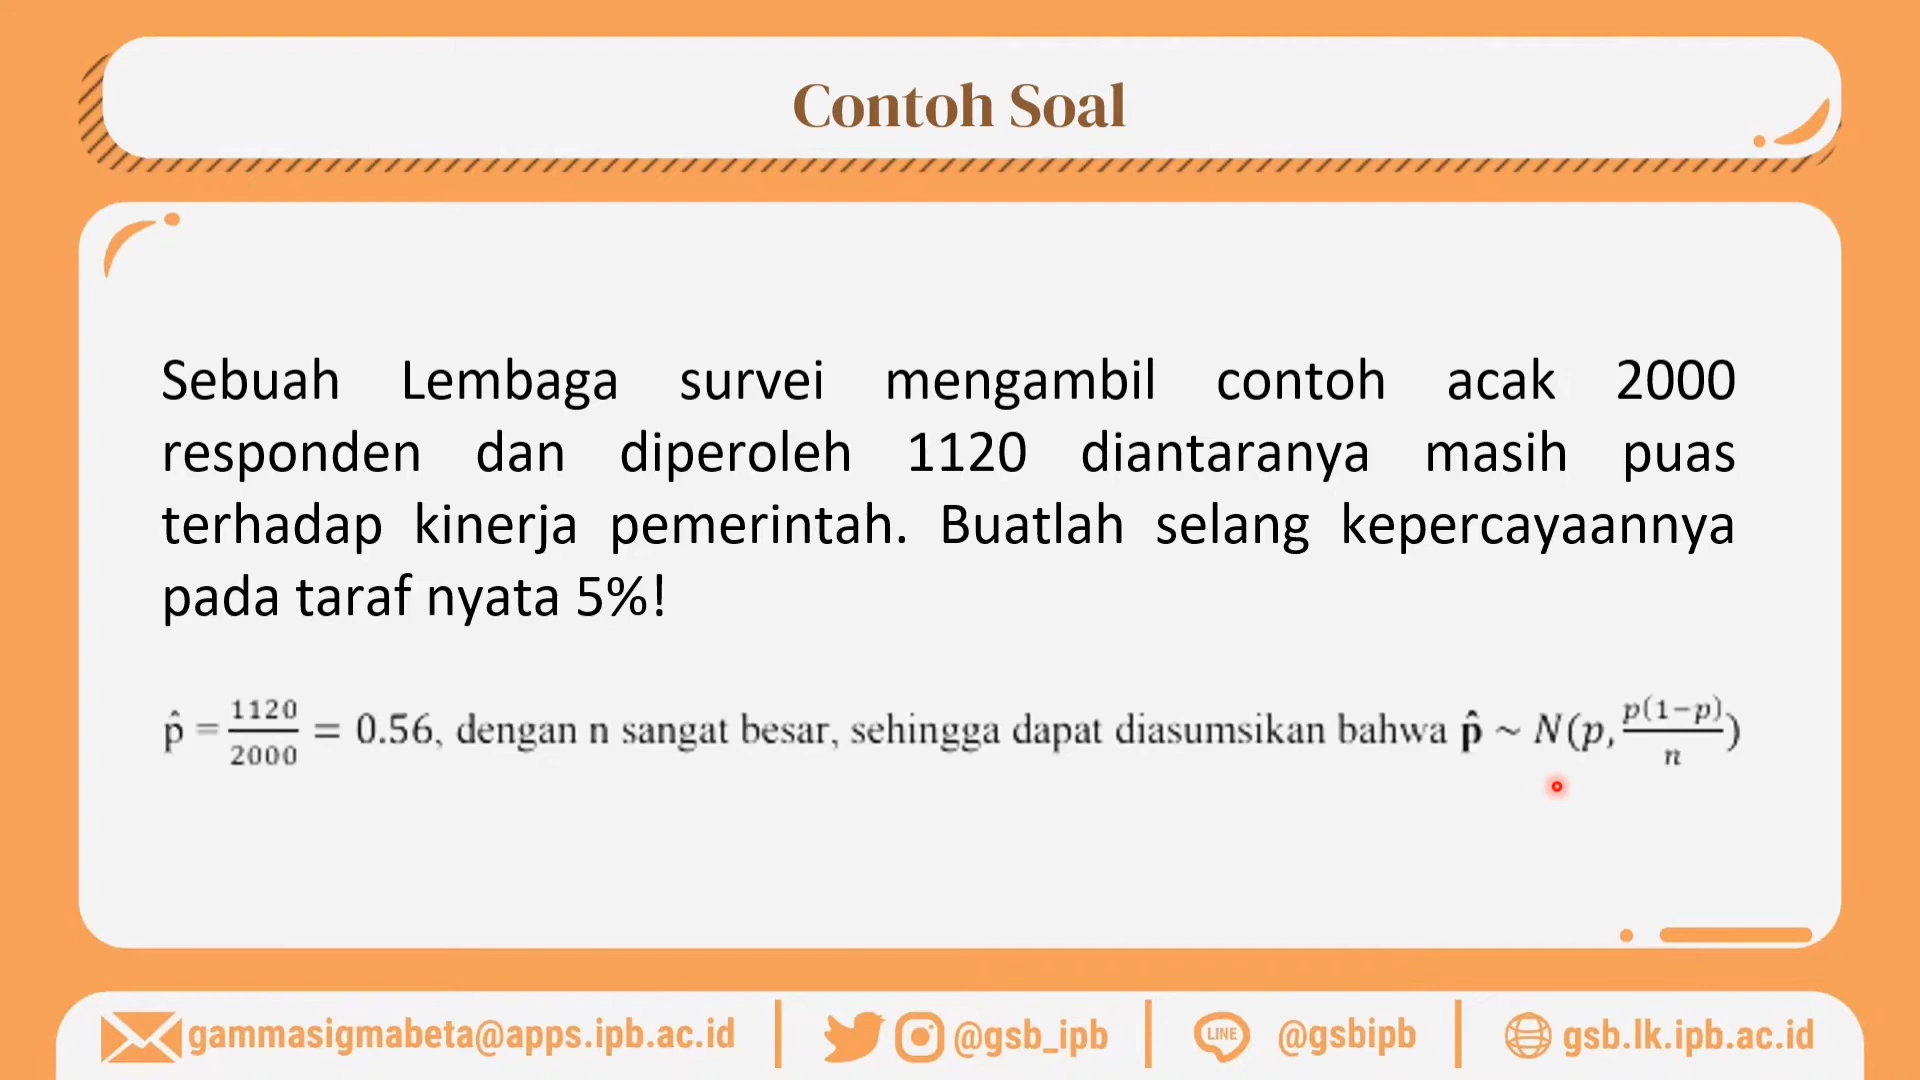 Contoh Soal
Sebuah Lembaga survei mengambil contoh acak 2000
responden dan diperoleh 1120 diantaranya masih puas
terhadap kinerja pemerintah. Buatlah selang kepercayaannya
pada taraf nyata 5%!
p̂ = 1120/2000 = 0.56, dengan n sangat besar, sehingga dapat diasumsikan bahwa p̂ ~ N(p, p(1−p)/n)
gammasigmabeta@apps.ipb.ac.id | @gsb_ipb | LINE @gsbipb | gsb.lk.ipb.ac.id